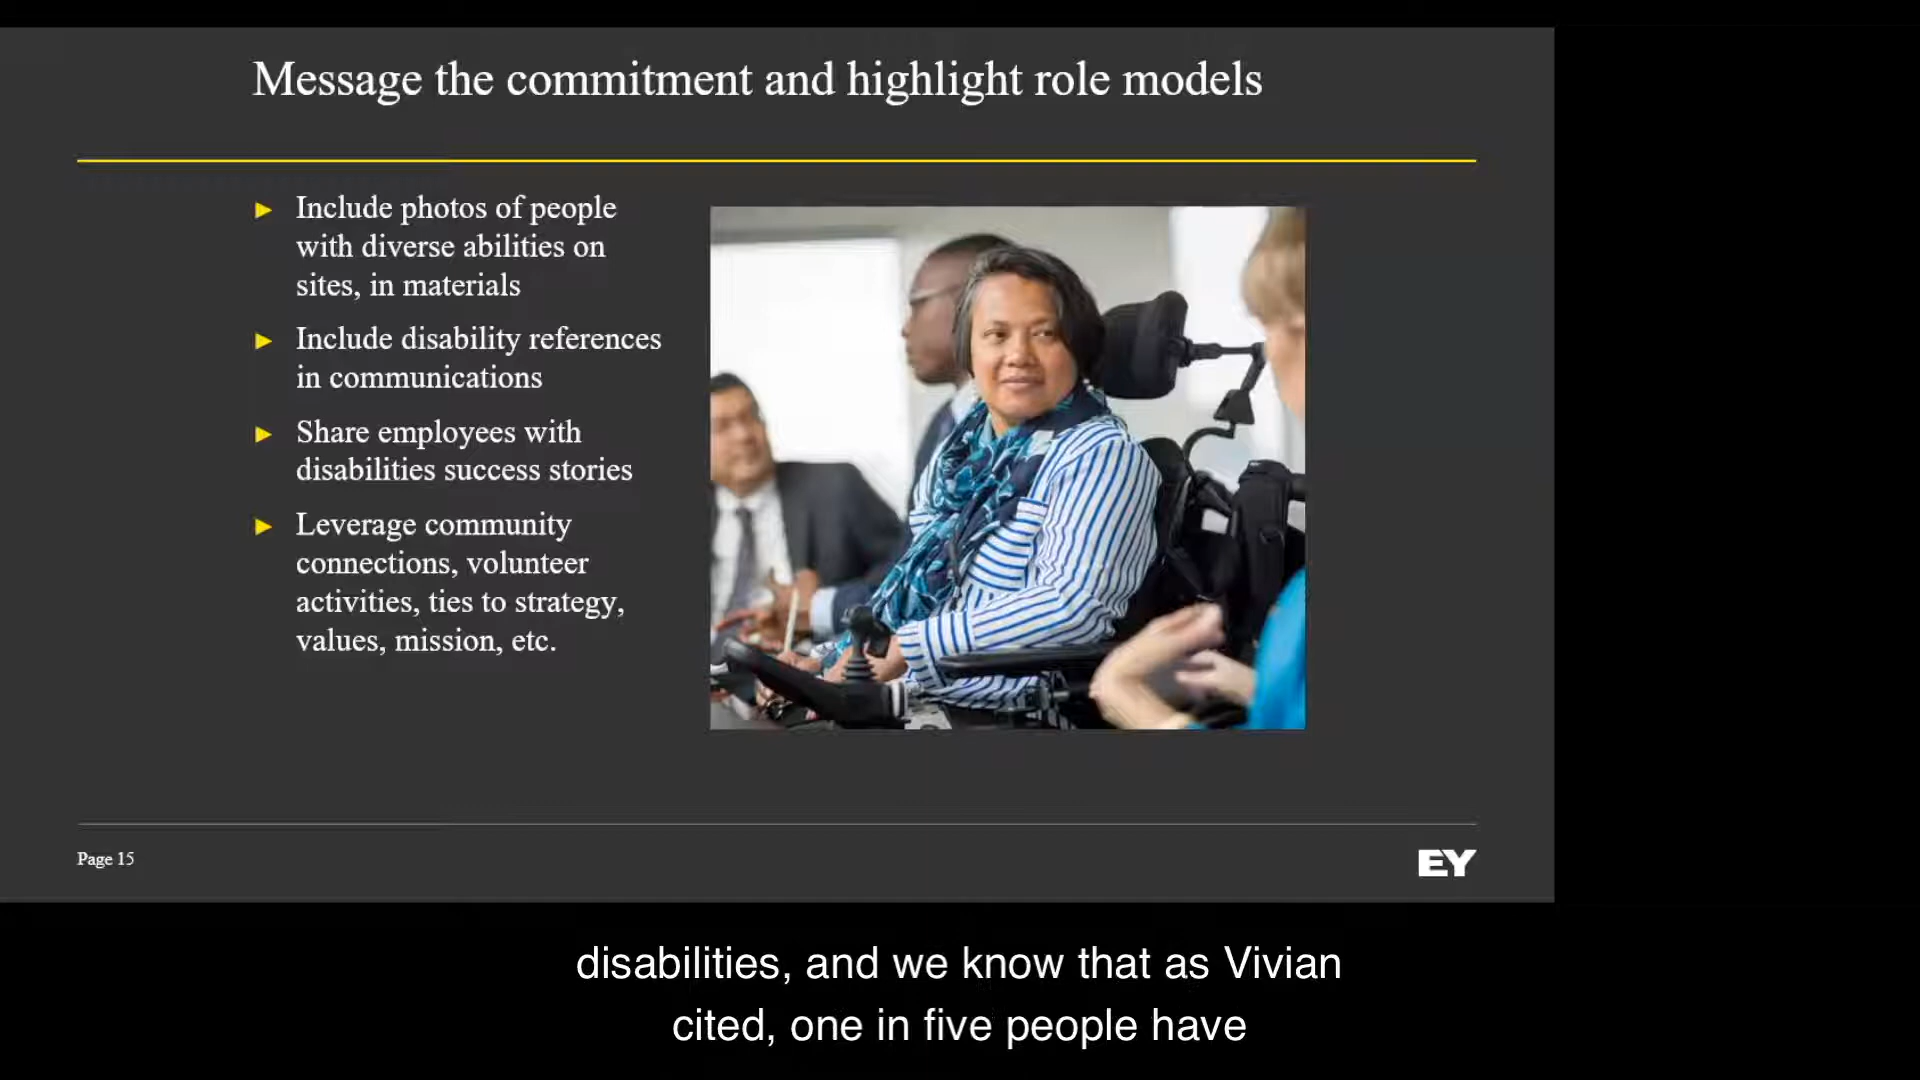 Message the commitment and highlight role models
Include photos of people
with diverse abilities on
sites, in materials
Include disability references
in communications
Share employees with
disabilities success stories
Leverage community
connections, volunteer
activities, ties to strategy,
values, mission, etc.
Page 15
EY
disabilities, and we know that as Vivian
cited, one in five people have